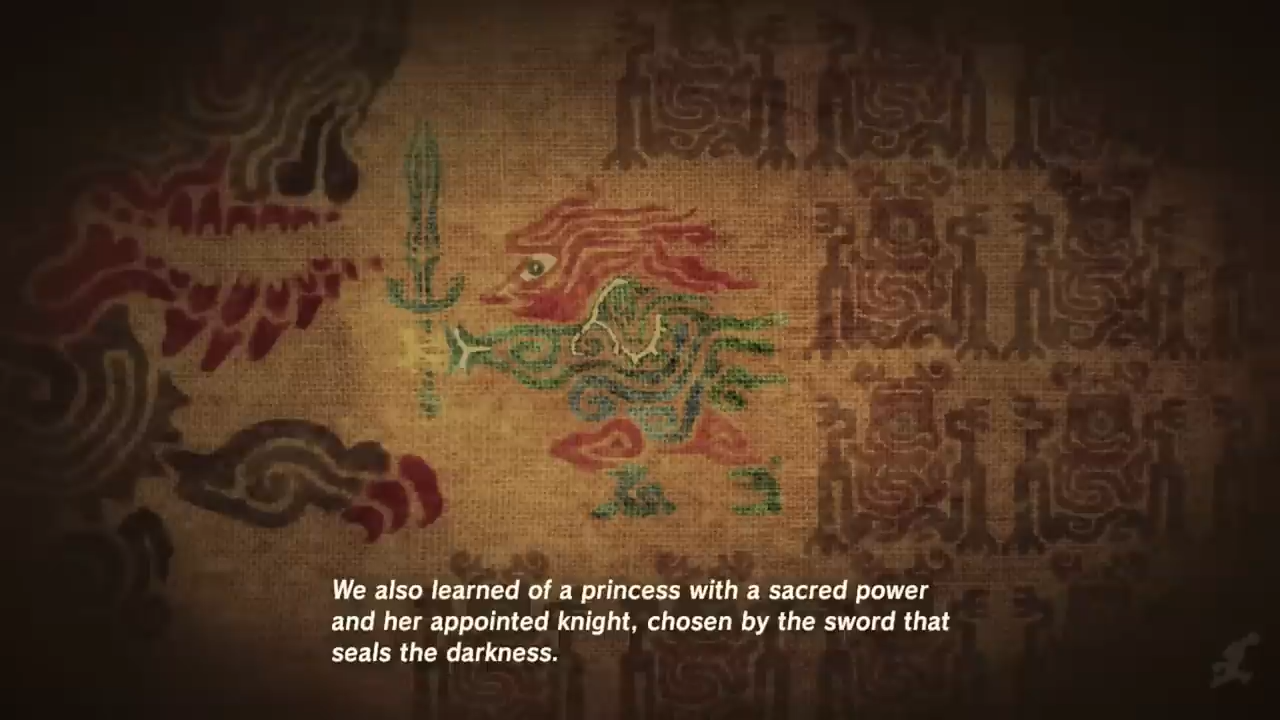 We also learned of a princess with a sacred power
and her appointed knight, chosen by the sword that
seals the darkness.